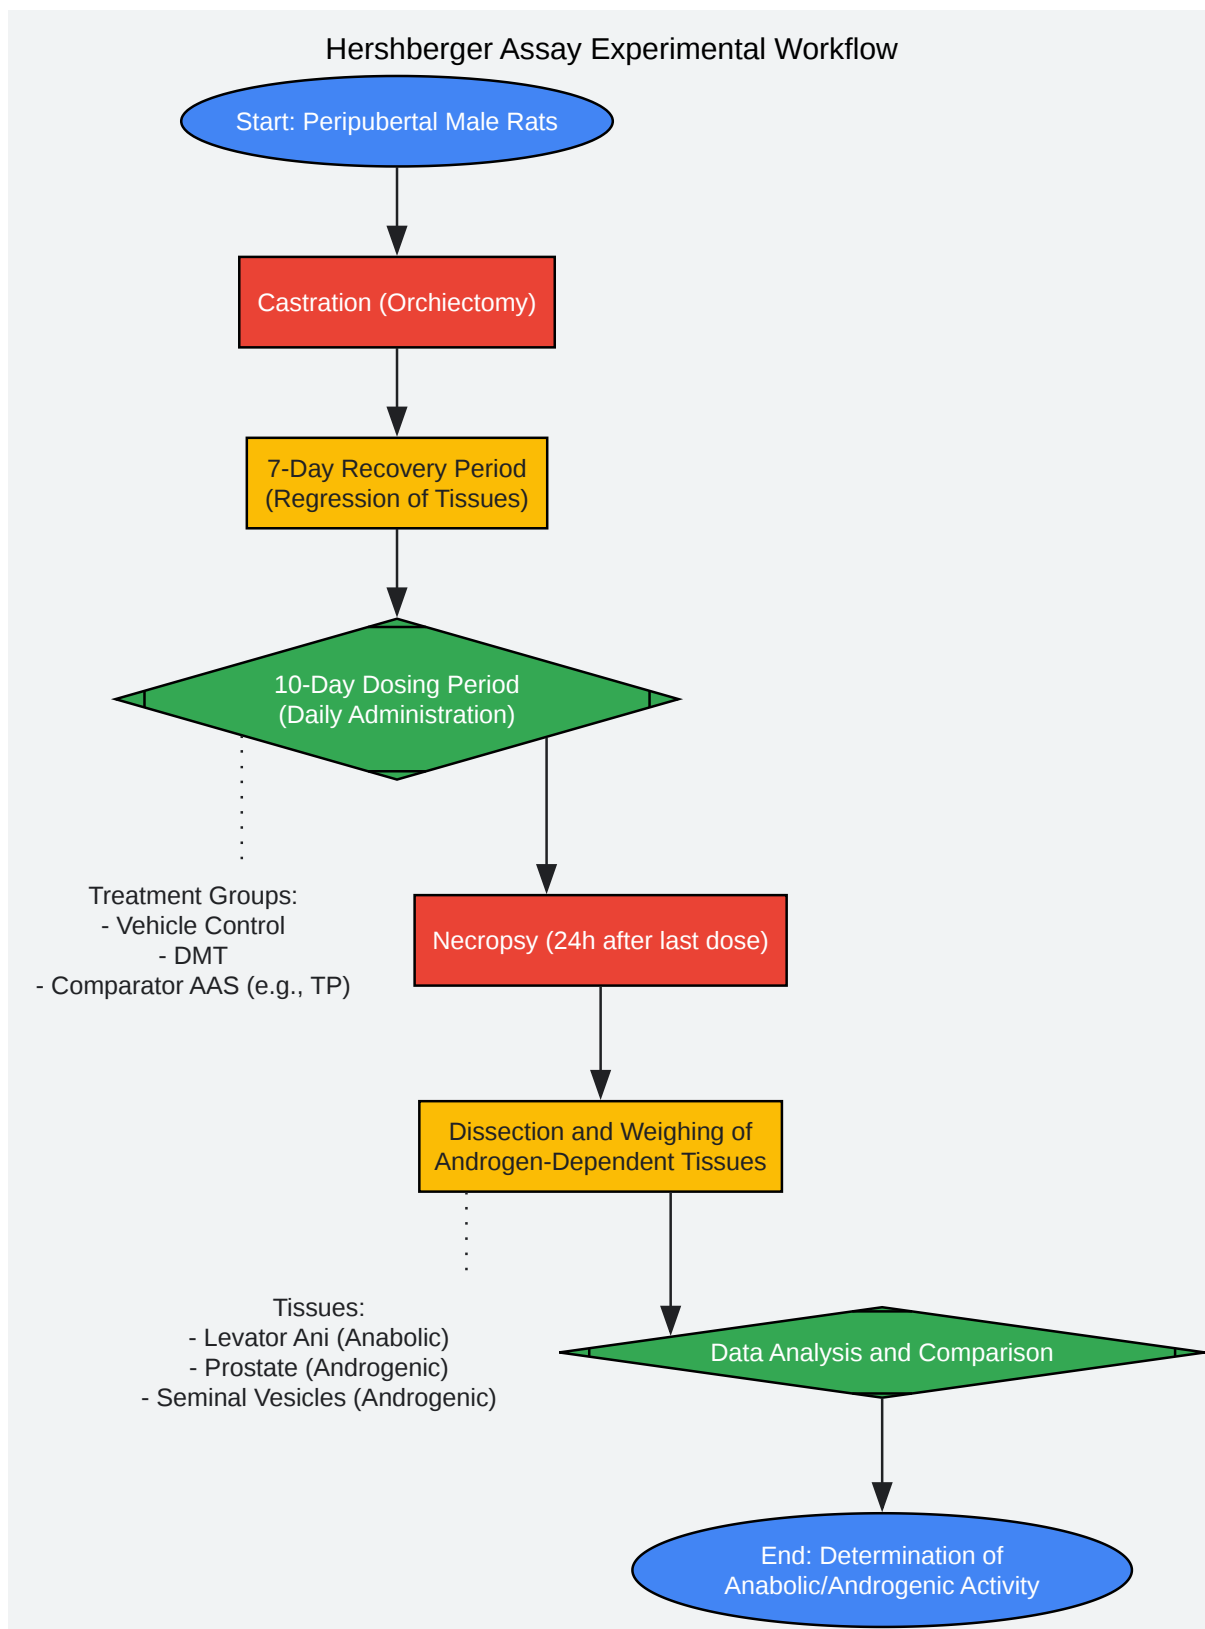 Hershberger Assay Experimental Workflow
Start: Peripubertal Male Rats
Castration (Orchiectomy)
7-Day Recovery Period
(Regression of Tissues)
10-Day Dosing Period
(Daily Administration)
Treatment Groups:
- Vehicle Control
- DMT
- Comparator AAS (e.g., TP)
Necropsy (24h after last dose)
Dissection and Weighing of
Androgen-Dependent Tissues
Tissues:
- Levator Ani (Anabolic)
- Prostate (Androgenic)
- Seminal Vesicles (Androgenic)
Data Analysis and Comparison
End: Determination of
Anabolic/Androgenic Activity